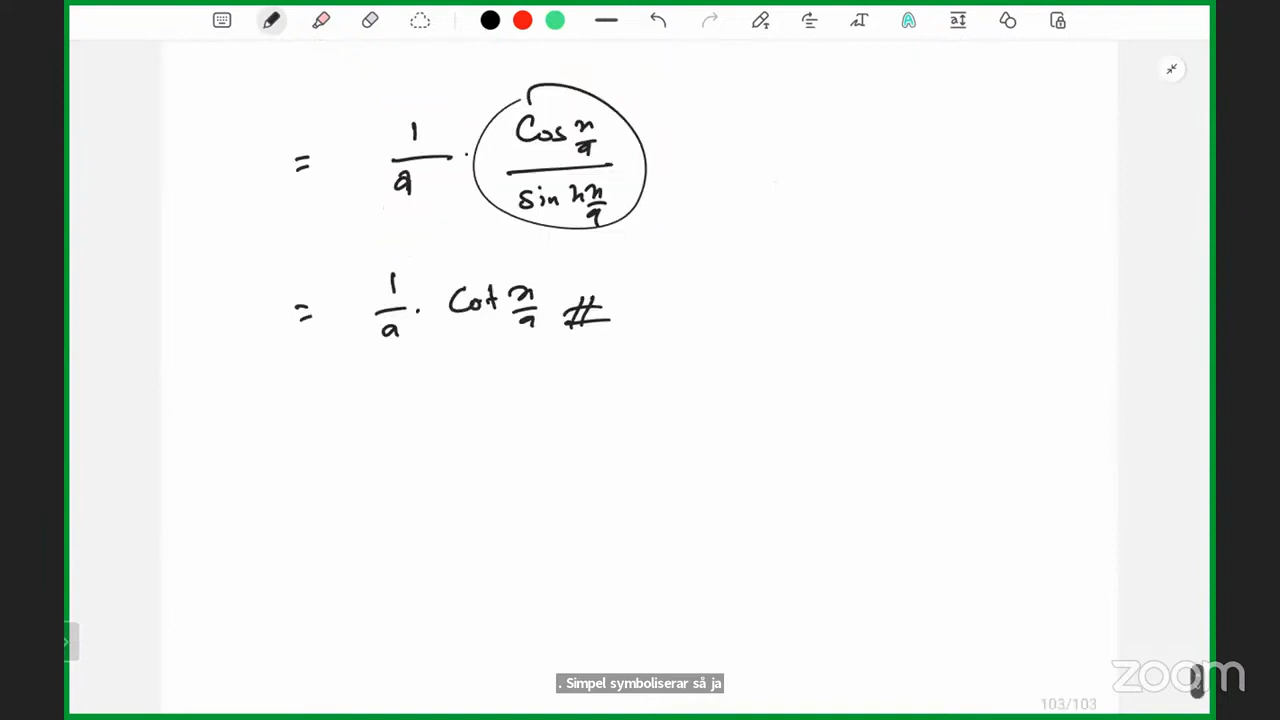 = 1/a · Cos x/a / sin x x/a
= 1/a · Cot x/a #
. Simpel symboliserar så ja
zoom
103/103